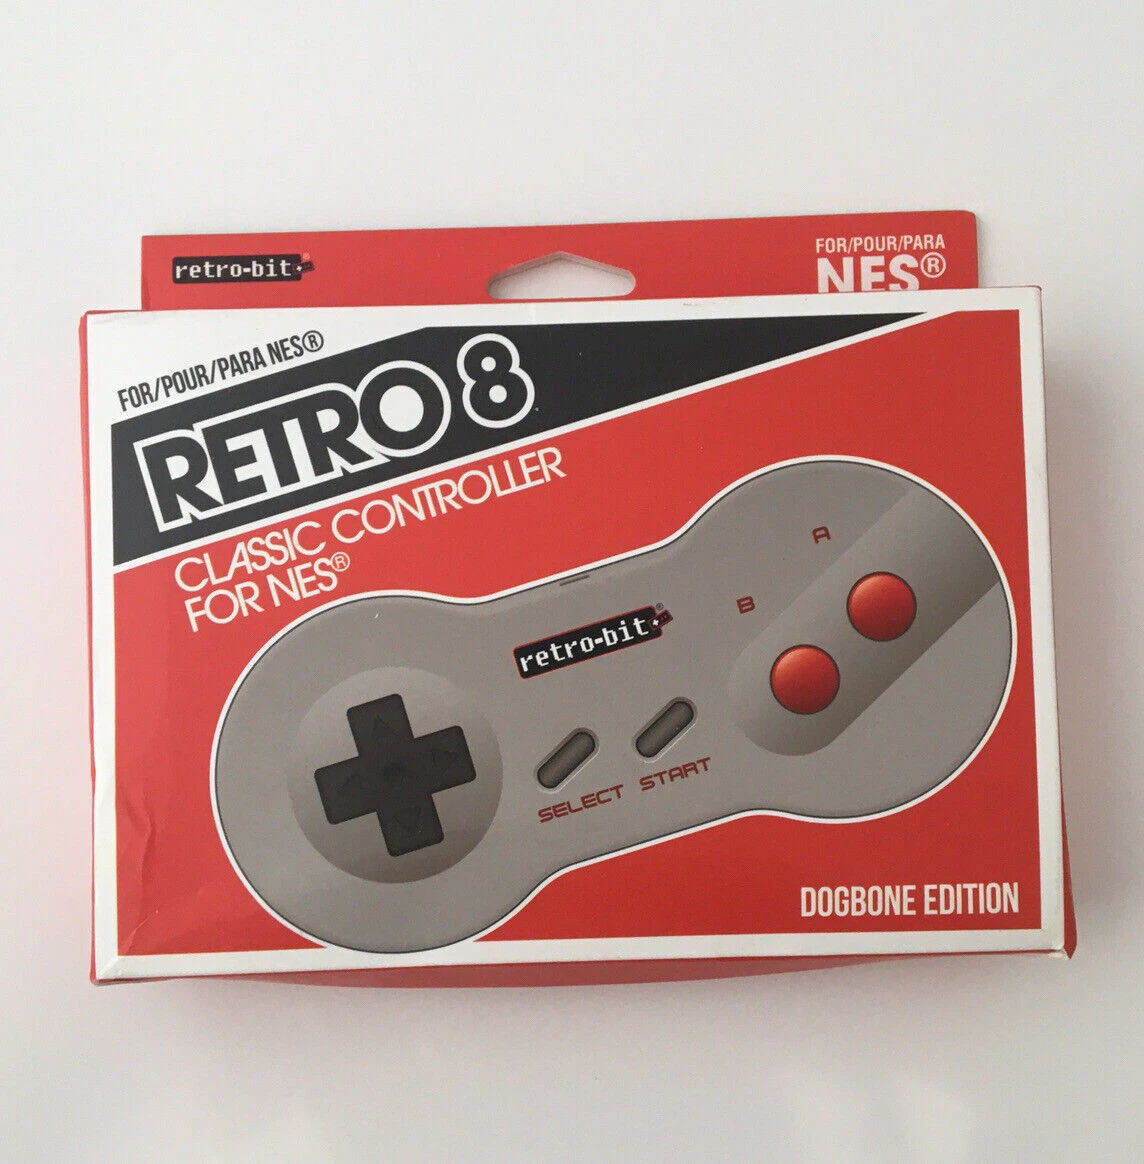 retro-bit
FOR/POUR/PARA
NES®
FOR/POUR/PARA NES®
RETRO 8
CLASSIC CONTROLLER
FOR NES®
retro-bit®
A
B
SELECT START
DOGBONE EDITION